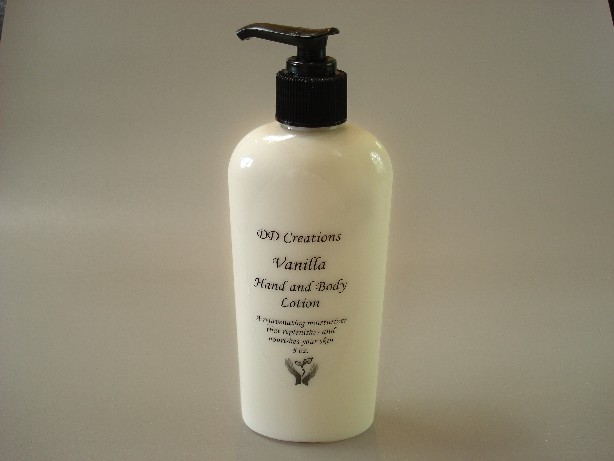 DD Creations
Vanilla
Hand and Body
Lotion
A rejuvenating moisturizer
that replenishes and
nourishes your skin
8 oz.